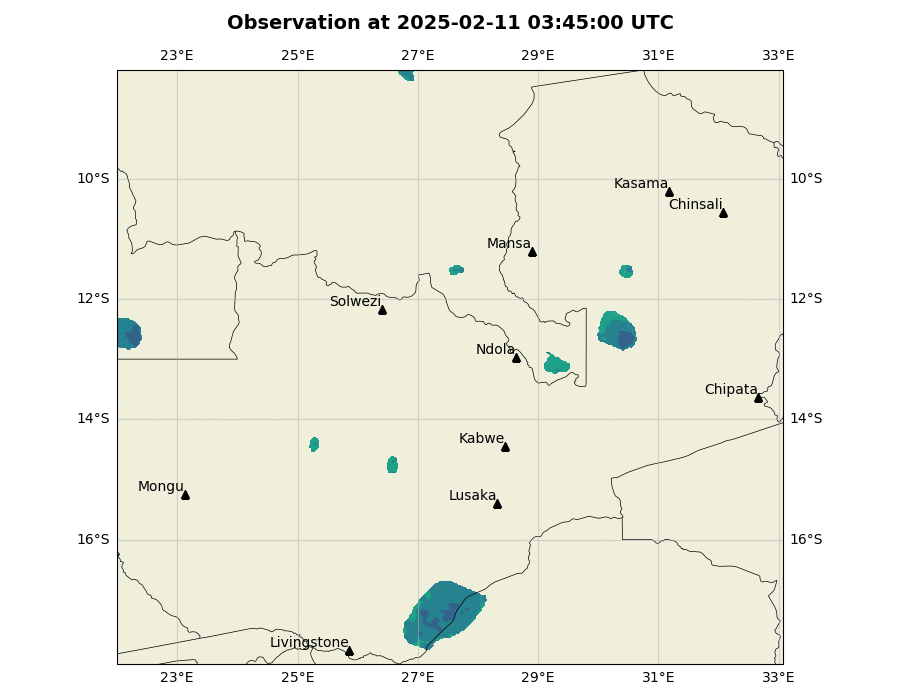 Observation at 2025-02-11 03:45:00 UTC
23°E 25°E 27°E 29°E 31°E 33°E
10°S 10°S
Kasama
Chinsali
Mansa
12°S 12°S
Solwezi
Ndola
Chipata
14°S 14°S
Kabwe
Mongu
Lusaka
16°S 16°S
Livingstone
23°E 25°E 27°E 29°E 31°E 33°E